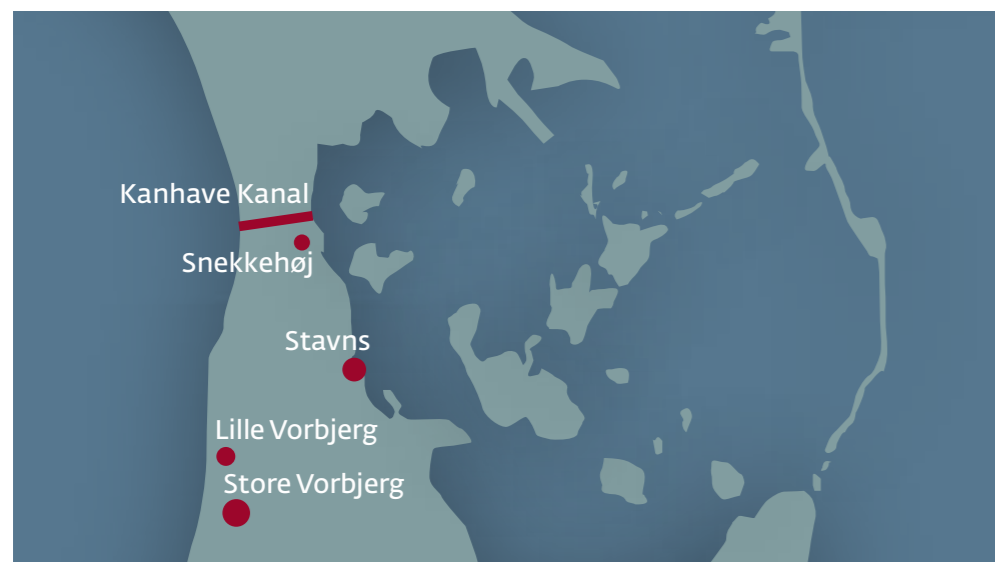 Kanhave Kanal
Snekkehøj
Stavns
Lille Vorbjerg
Store Vorbjerg